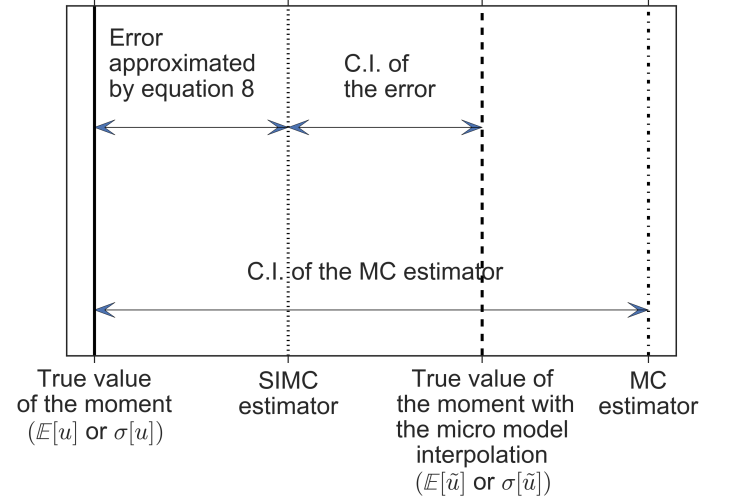 Error
approximated
by equation 8
C.I. of
the error
C.I. of the MC estimator
True value
of the moment
(𝔼[u] or σ[u])
SIMC
estimator
True value of
the moment with
the micro model
interpolation
(𝔼[ũ] or σ[ũ])
MC
estimator